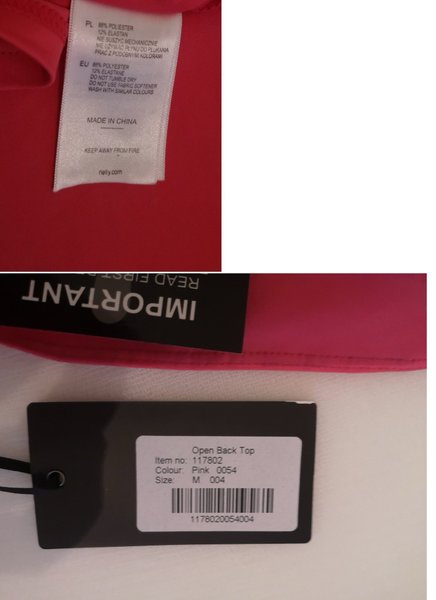 PL 88% POLIESTER
12% ELASTAN
NIE SUSZYĆ MECHANICZNIE
NIE UŻYWAĆ PŁYNU DO PŁUKANIA
PRAĆ Z PODOBNYMI KOLORAMI
EU 88% POLYESTER
12% ELASTANE
DO NOT TUMBLE DRY
DO NOT USE FABRIC SOFTENER
WASH WITH SIMILAR COLOURS
MADE IN CHINA
KEEP AWAY FROM FIRE
nelly.com
IMPORTANT
READ FIRST
Open Back Top
Item no: 117802
Colour: Pink 0054
Size: M 004
1178020054004